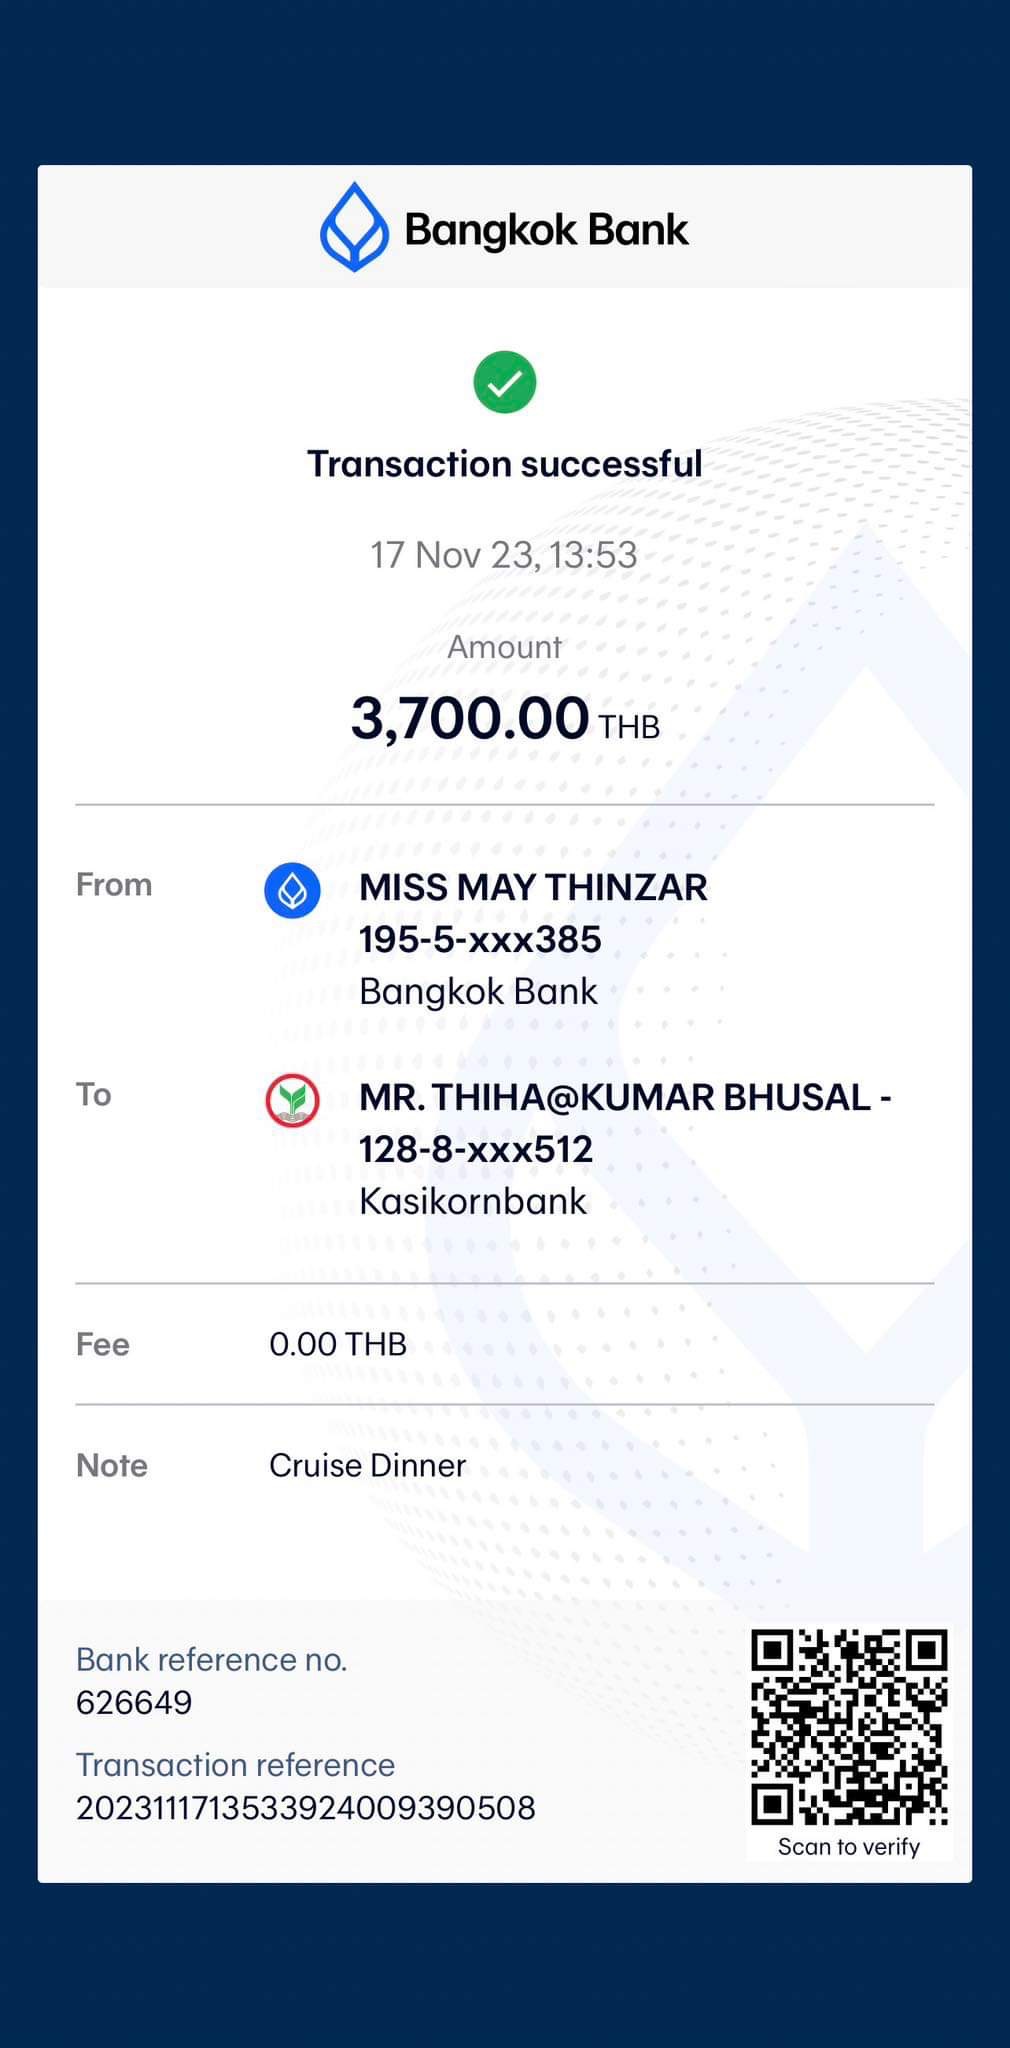 Bangkok Bank
Transaction successful
17 Nov 23, 13:53
Amount
3,700.00 THB
From
MISS MAY THINZAR
195-5-xxx385
Bangkok Bank
To
MR. THIHA@KUMAR BHUSAL -
128-8-xxx512
Kasikornbank
Fee
0.00 THB
Note
Cruise Dinner
Bank reference no.
626649
Transaction reference
2023111713533924009390508
Scan to verify